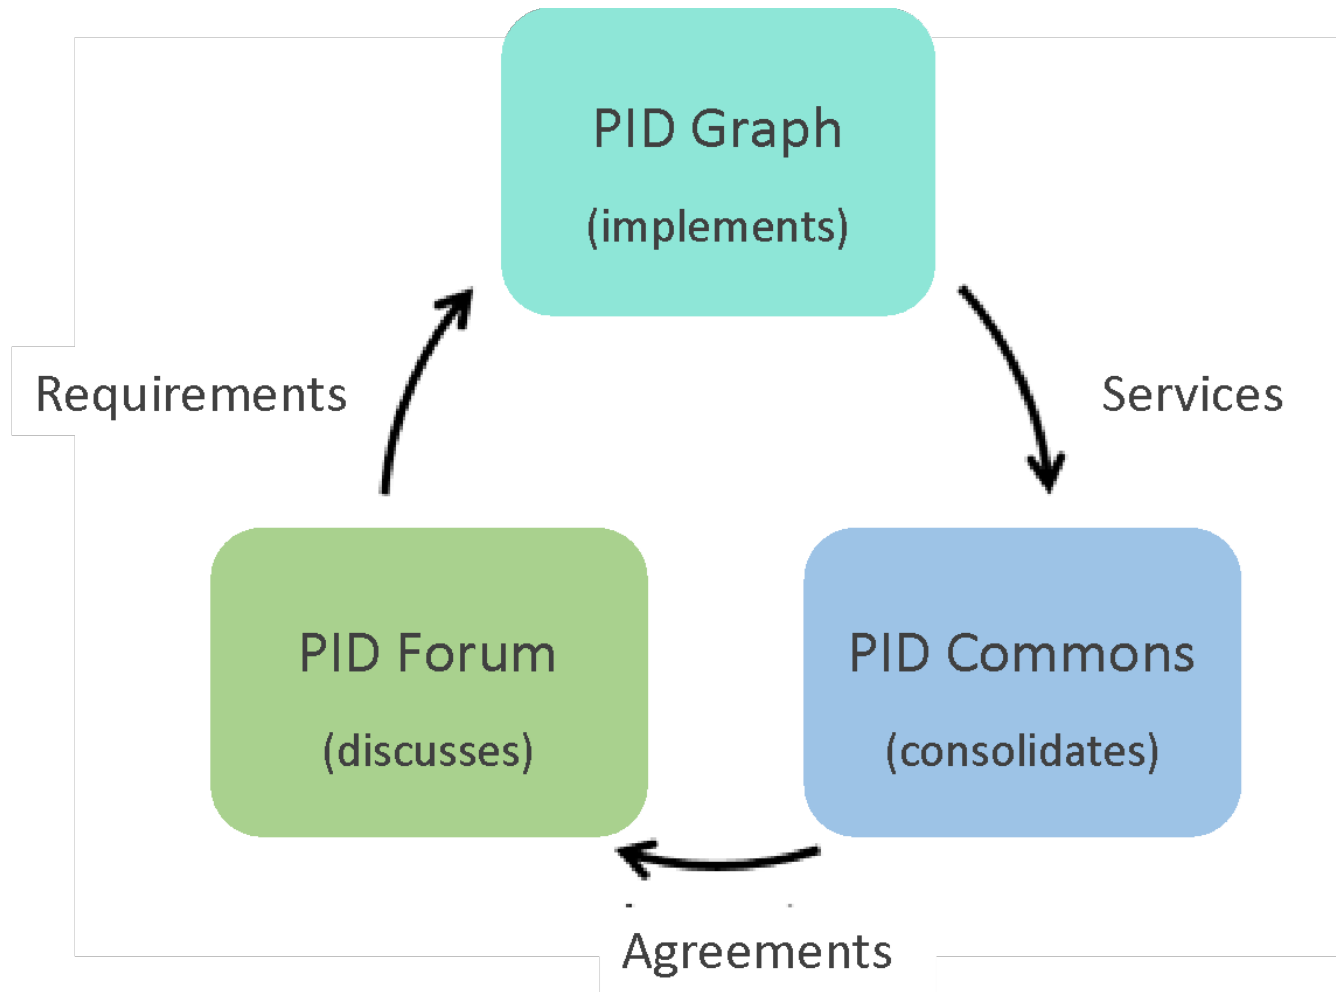 PID Graph
(implements)
Requirements
Services
PID Forum
(discusses)
PID Commons
(consolidates)
Agreements